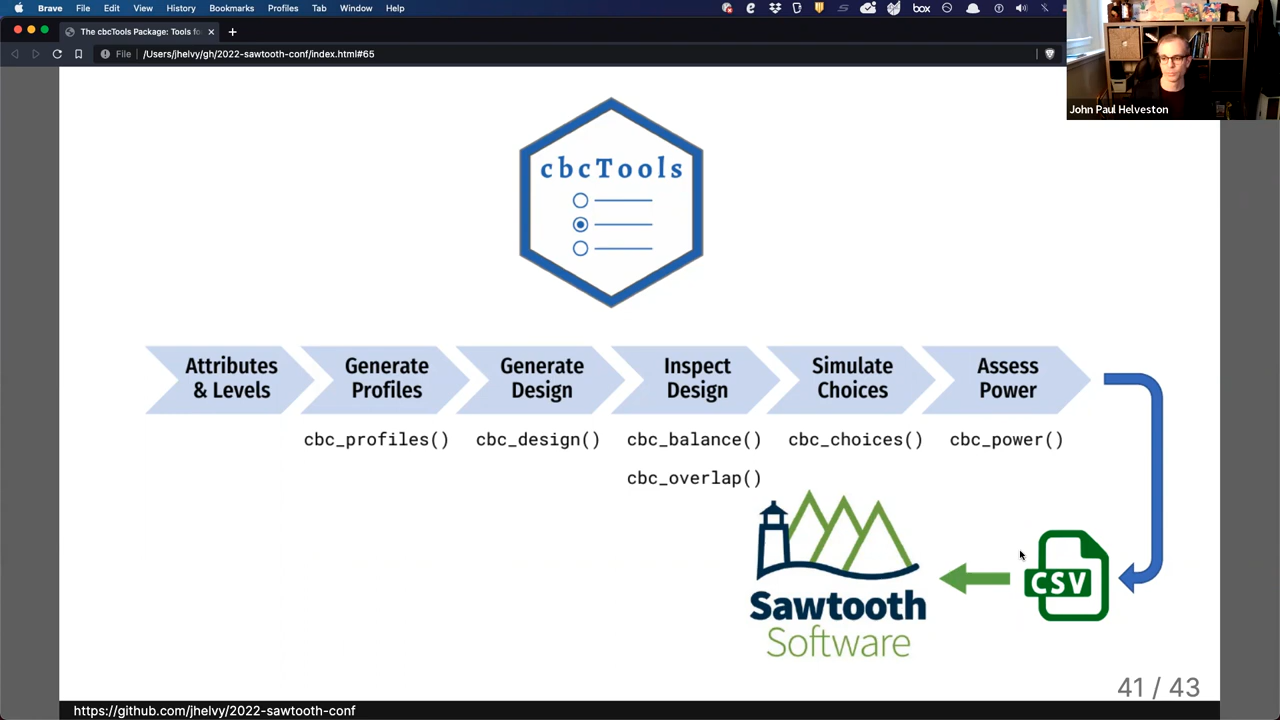 Brave File Edit View History Bookmarks Profiles Tab Window Help
box
The cbcTools Package: Tools fo
File /Users/jhelvy/gh/2022-sawtooth-conf/index.html#65
John Paul Helveston
cbcTools
Attributes & Levels
Generate Profiles
Generate Design
Inspect Design
Simulate Choices
Assess Power
cbc_profiles()
cbc_design()
cbc_balance()
cbc_choices()
cbc_power()
cbc_overlap()
CSV
Sawtooth
Software
41 / 43
https://github.com/jhelvy/2022-sawtooth-conf